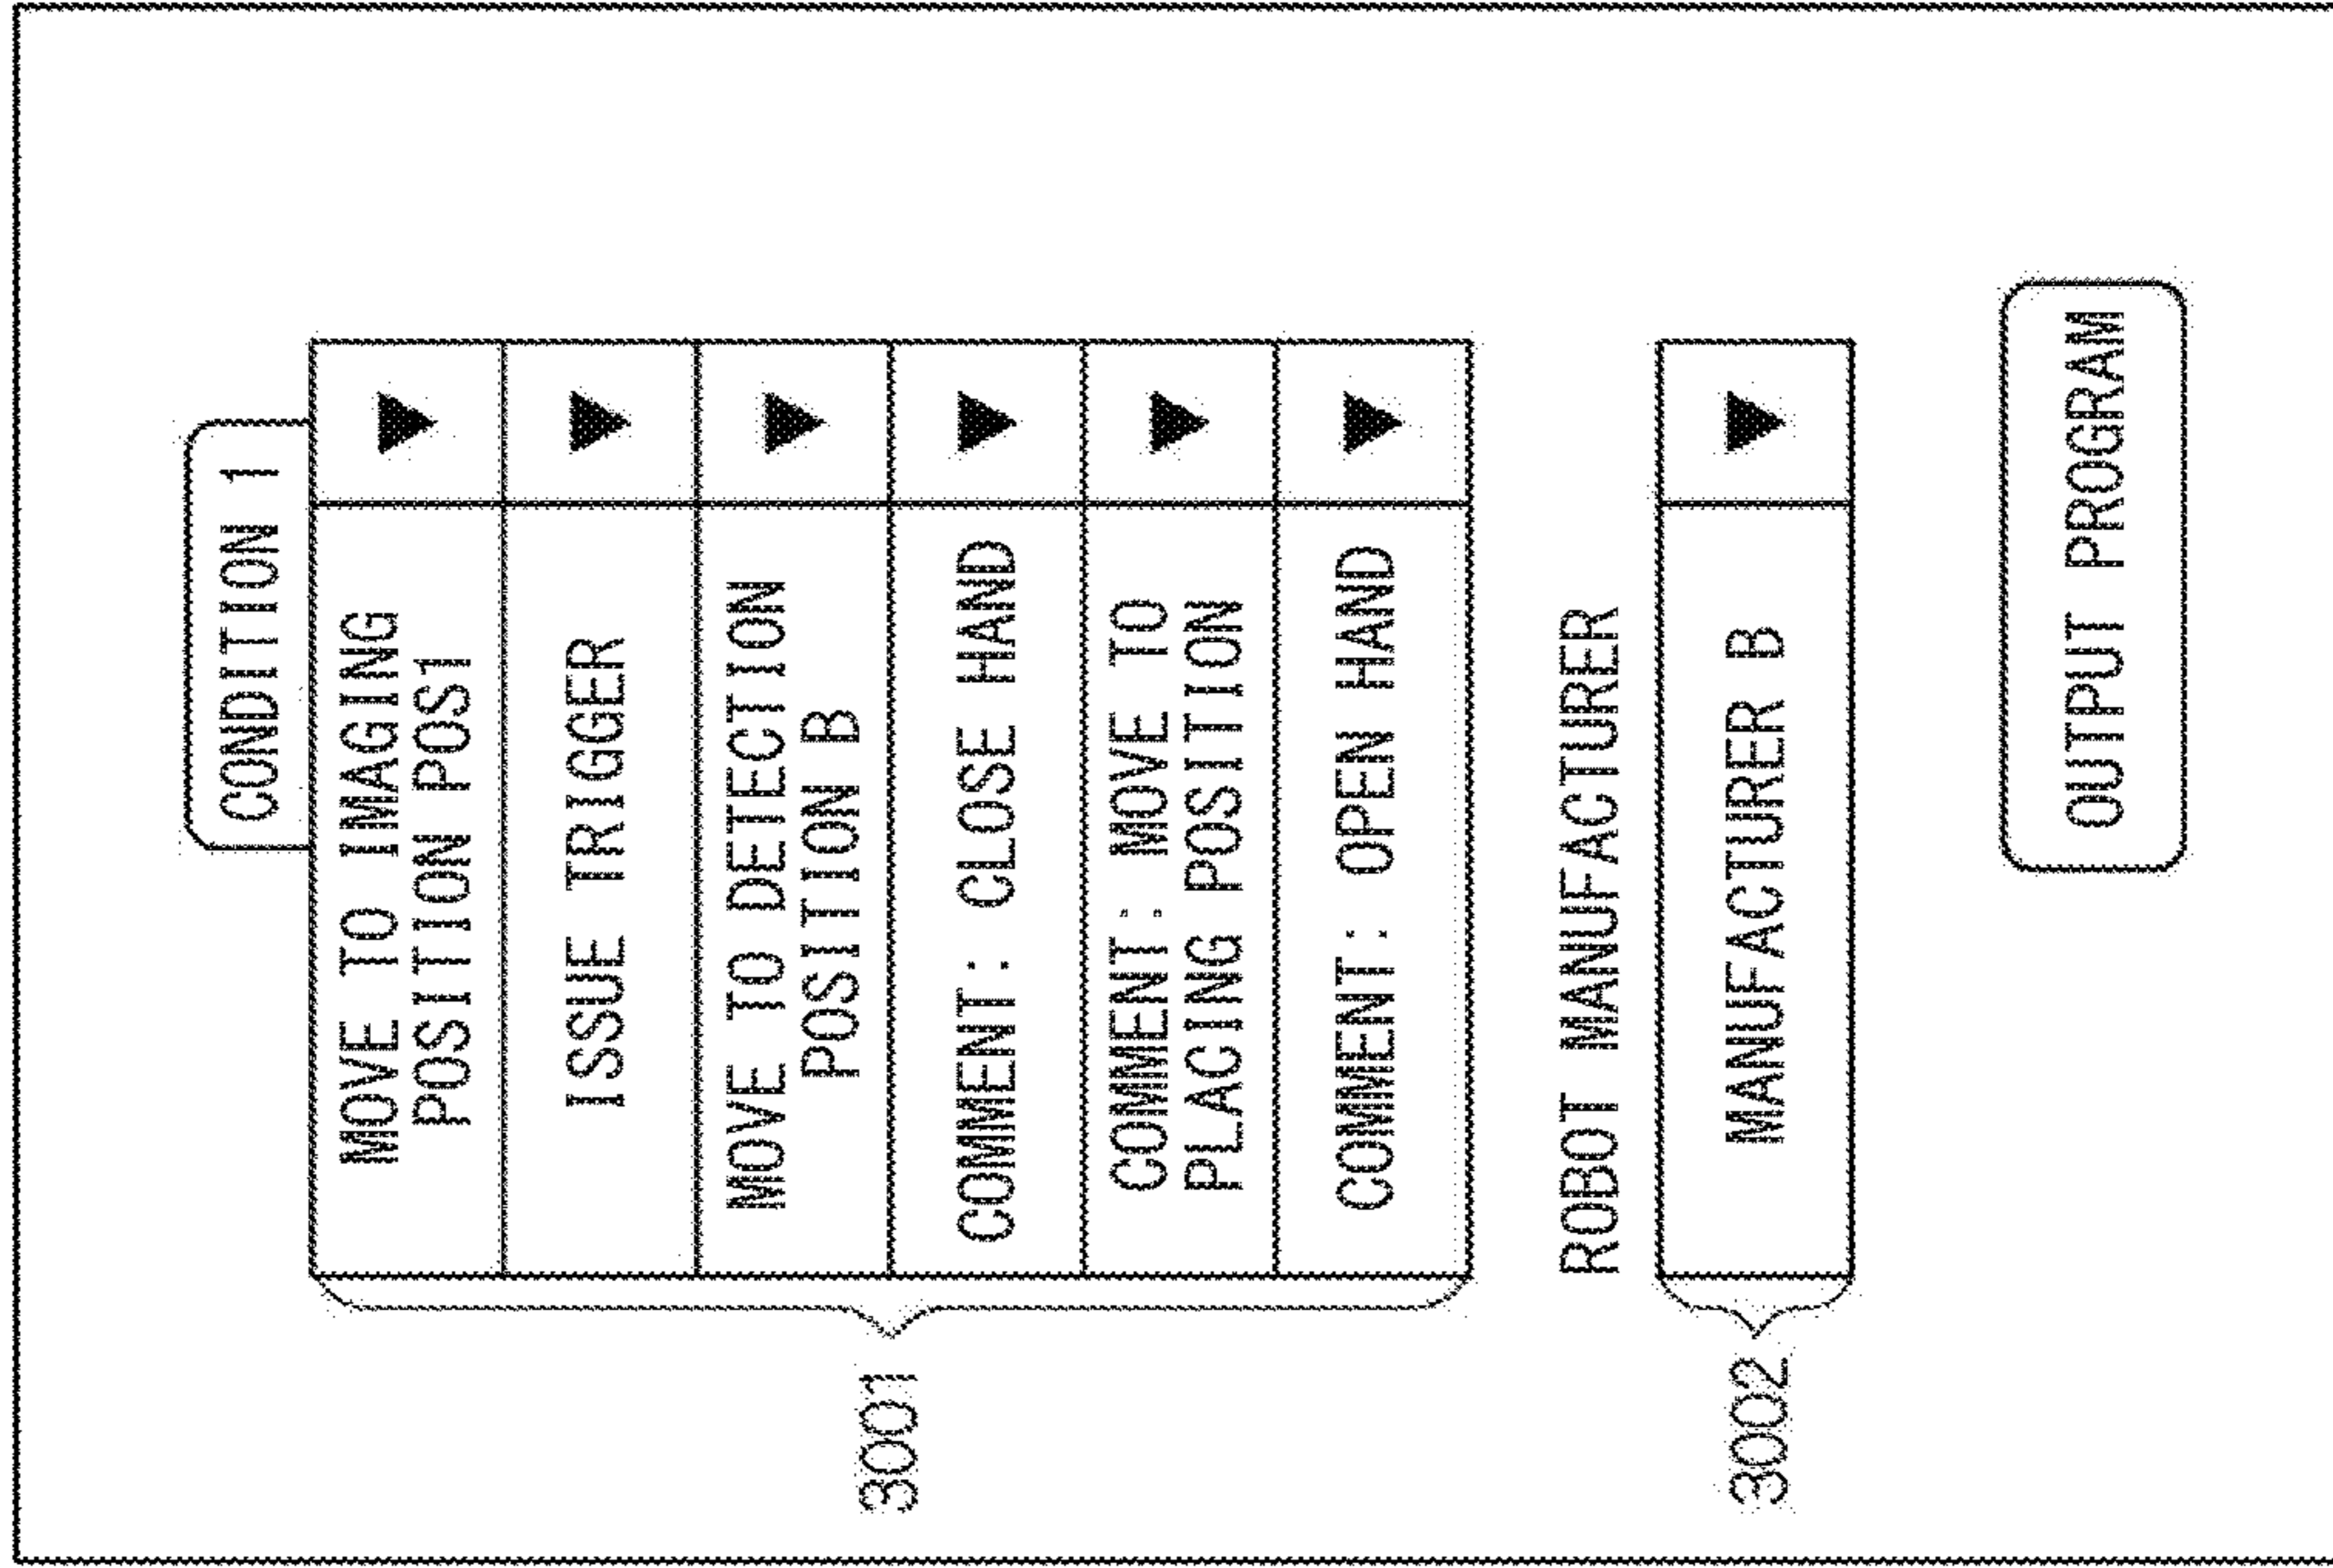 CONDITION 1
MOVE TO IMAGING
POSITION POS1
ISSUE TRIGGER
MOVE TO DETECTION
POSITION B
COMMENT: CLOSE HAND
COMMENT: MOVE TO
PLACING POSITION
COMMENT: OPEN HAND
3001
ROBOT MANUFACTURER
MANUFACTURER B
3002
OUTPUT PROGRAM